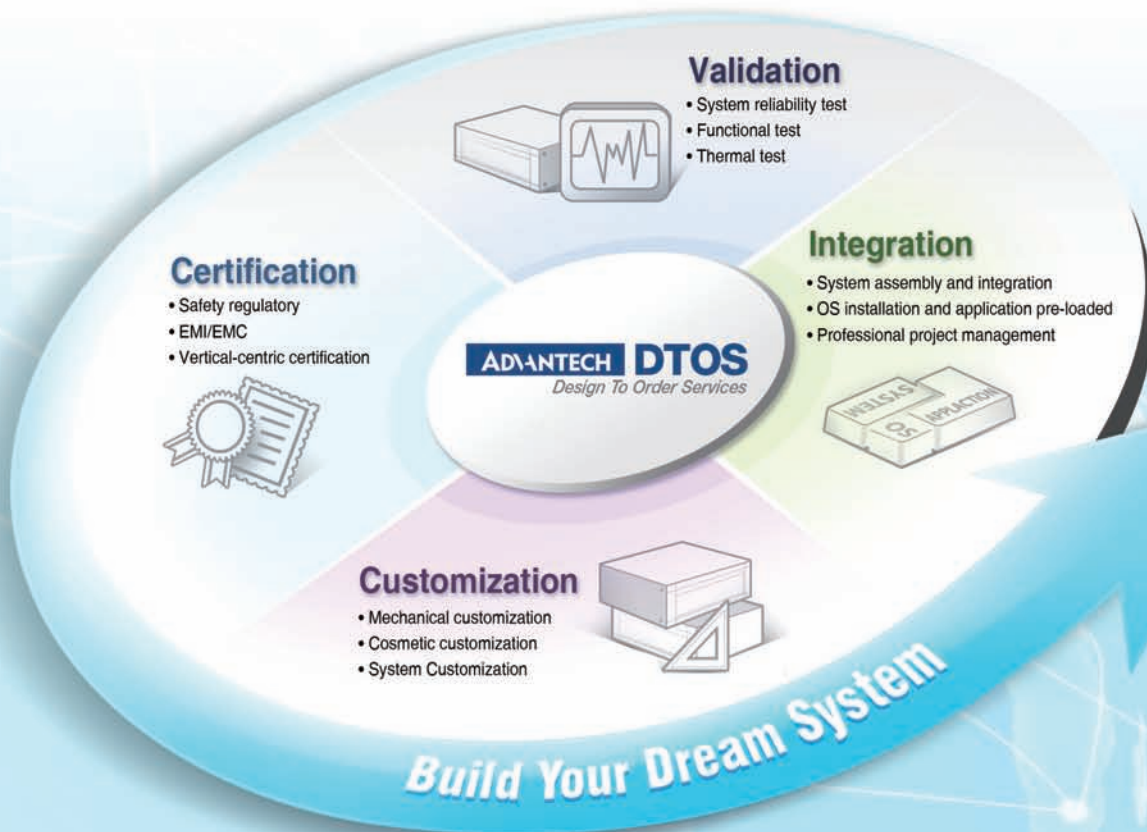 Validation
• System reliability test
• Functional test
• Thermal test
Certification
• Safety regulatory
• EMI/EMC
• Vertical-centric certification
Integration
• System assembly and integration
• OS installation and application pre-loaded
• Professional project management
SYSTEM
OS
APPLACTION
ADVANTECH DTOS
Design To Order Services
Customization
• Mechanical customization
• Cosmetic customization
• System Customization
Build Your Dream System